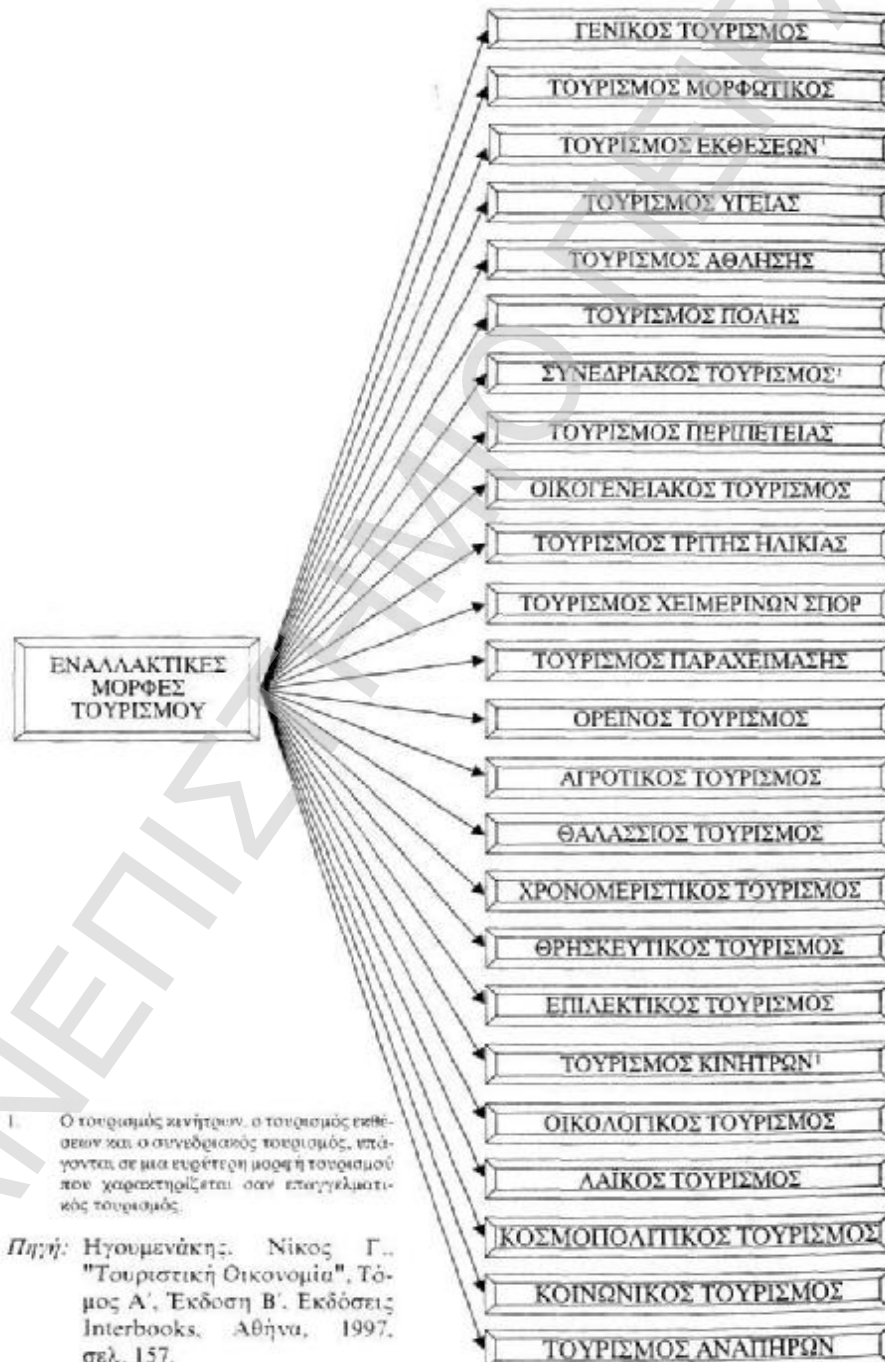 ΓΕΝΙΚΟΣ ΤΟΥΡΙΣΜΟΣ
ΤΟΥΡΙΣΜΟΣ ΜΟΡΦΩΤΙΚΟΣ
ΤΟΥΡΙΣΜΟΣ ΕΚΘΕΣΕΩΝ¹
ΤΟΥΡΙΣΜΟΣ ΥΓΕΙΑΣ
ΤΟΥΡΙΣΜΟΣ ΑΘΛΗΣΗΣ
ΤΟΥΡΙΣΜΟΣ ΠΟΛΗΣ
ΣΥΝΕΔΡΙΑΚΟΣ ΤΟΥΡΙΣΜΟΣ¹
ΤΟΥΡΙΣΜΟΣ ΠΕΡΙΠΕΤΕΙΑΣ
ΟΙΚΟΓΕΝΕΙΑΚΟΣ ΤΟΥΡΙΣΜΟΣ
ΤΟΥΡΙΣΜΟΣ ΤΡΙΤΗΣ ΗΛΙΚΙΑΣ
ΤΟΥΡΙΣΜΟΣ ΧΕΙΜΕΡΙΝΩΝ ΣΠΟΡ
ΤΟΥΡΙΣΜΟΣ ΠΑΡΑΧΕΙΜΑΣΗΣ
ΟΡΕΙΝΟΣ ΤΟΥΡΙΣΜΟΣ
ΑΓΡΟΤΙΚΟΣ ΤΟΥΡΙΣΜΟΣ
ΘΑΛΑΣΣΙΟΣ ΤΟΥΡΙΣΜΟΣ
ΧΡΟΝΟΜΕΡΙΣΤΙΚΟΣ ΤΟΥΡΙΣΜΟΣ
ΘΡΗΣΚΕΥΤΙΚΟΣ ΤΟΥΡΙΣΜΟΣ
ΕΠΙΛΕΚΤΙΚΟΣ ΤΟΥΡΙΣΜΟΣ
ΤΟΥΡΙΣΜΟΣ ΚΙΝΗΤΡΩΝ¹
ΟΙΚΟΛΟΓΙΚΟΣ ΤΟΥΡΙΣΜΟΣ
ΛΑΪΚΟΣ ΤΟΥΡΙΣΜΟΣ
ΚΟΣΜΟΠΟΛΙΤΙΚΟΣ ΤΟΥΡΙΣΜΟΣ
ΚΟΙΝΩΝΙΚΟΣ ΤΟΥΡΙΣΜΟΣ
ΤΟΥΡΙΣΜΟΣ ΑΝΑΠΗΡΩΝ
ΕΝΑΛΛΑΚΤΙΚΕΣ
ΜΟΡΦΕΣ
ΤΟΥΡΙΣΜΟΥ
1. Ο τουρισμός κινήτρων, ο τουρισμός εκθέ-
σεων και ο συνεδριακός τουρισμός, υπά-
γονται σε μια ευρύτερη μορφή τουρισμού
που χαρακτηρίζεται σαν επαγγελματι-
κός τουρισμός.
Πηγή: Ηγουμενάκης, Νίκος Γ.,
"Τουριστική Οικονομία", Τό-
μος Α΄, Έκδοση Β΄, Εκδόσεις
Interbooks, Αθήνα, 1997,
σελ. 157.
ΑΝΕΠΙΣΤΗΜΙΟ ΠΕΙΡΑ